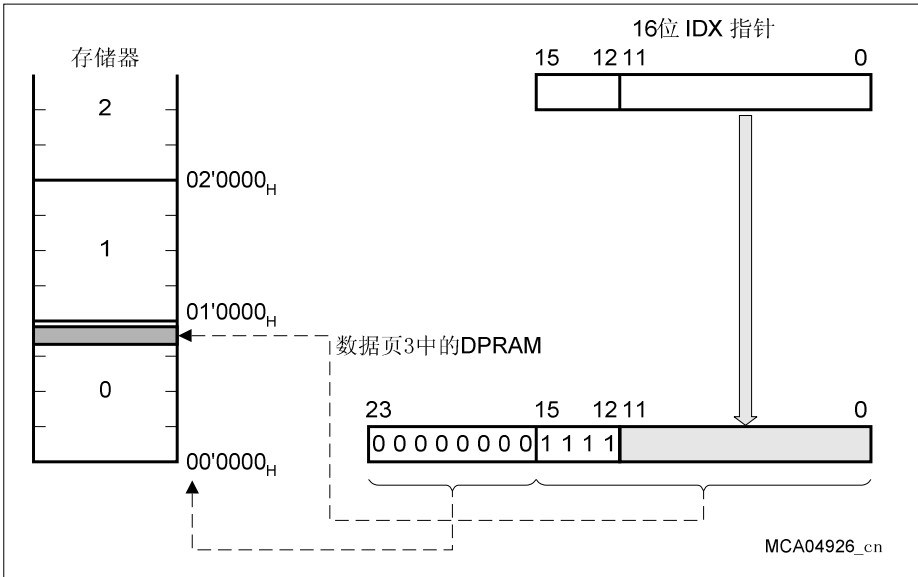 存储器
2
02'0000H
1
01'0000H
0
00'0000H
16位 IDX 指针
15 12 11 0
数据页3中的DPRAM
23 15 12 11 0
0 0 0 0 0 0 0 0 1 1 1 1
MCA04926_cn